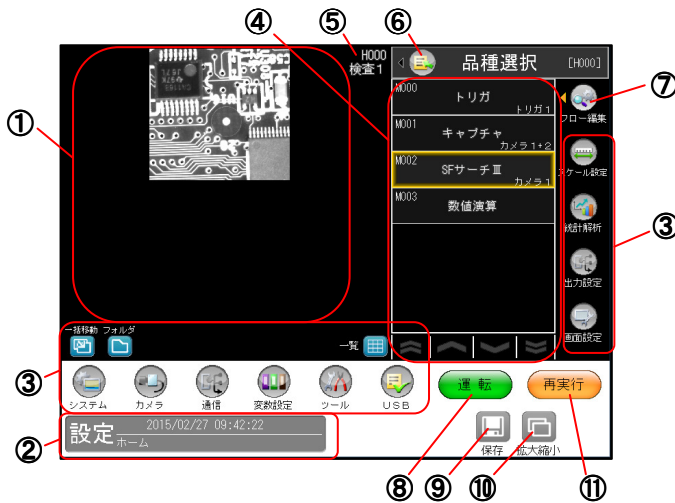 ④ ⑤ ⑥
H000
検査1
品種選択 [H000]
①
M000
トリガ
トリガ1
⑦
フロー編集
M001
キャプチャ
カメラ1+2
M002
SFサーチⅢ
カメラ1
スケール設定
M003
数値演算
統計解析
③
出力設定
画面設定
一括移動 フォルダ
一覧
③
システム カメラ 通信 変数設定 ツール USB
運転 再実行
②
設定
2015/02/27 09:42:22
ホーム
保存 拡大縮小
⑧ ⑨ ⑩ ⑪